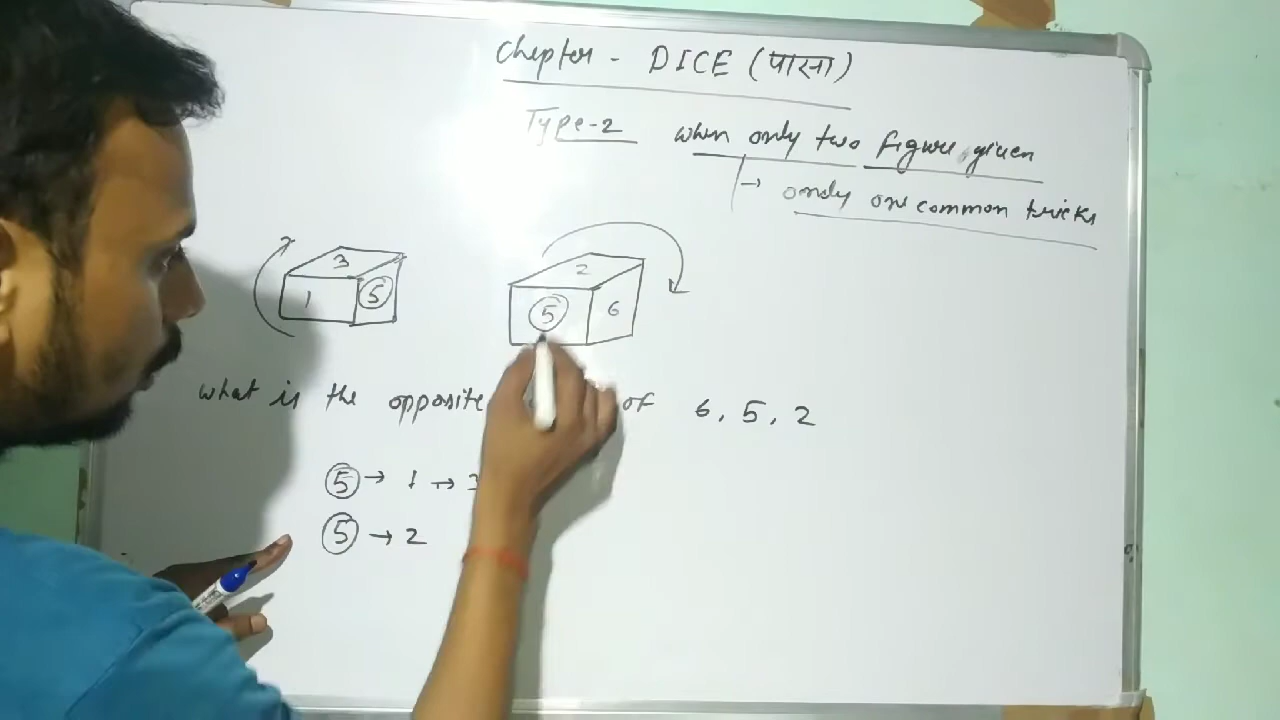 Chepter - DICE (पासा)
Type-2 when only two figure given
→ only one common tricks
3
1 5
2
5 6
what is the opposite of 6, 5, 2
5 → 1 →
5 → 2